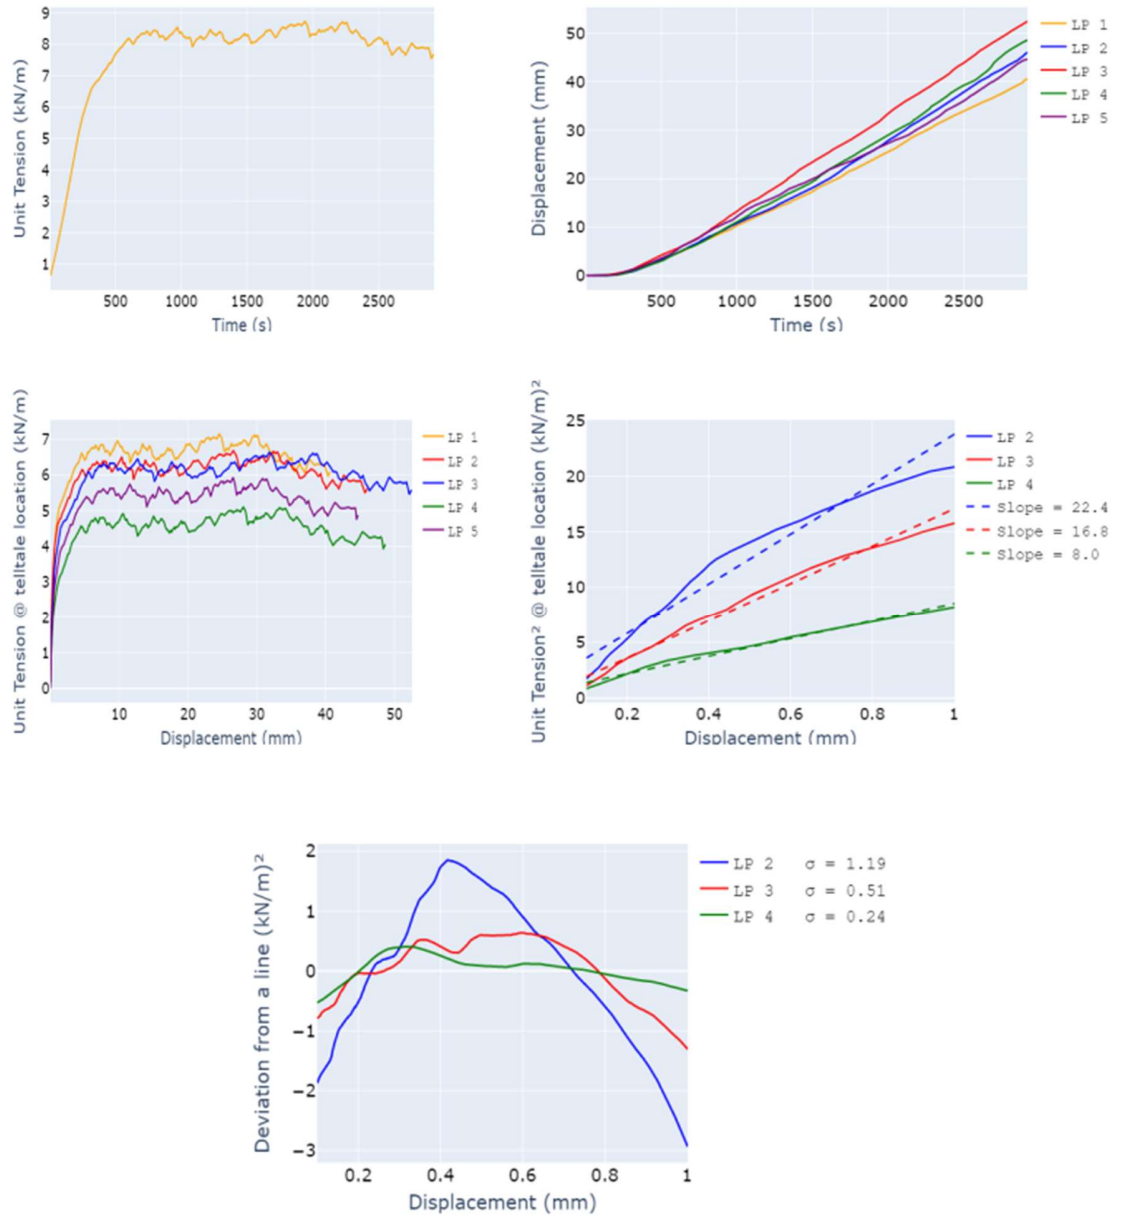 Unit Tension (kN/m)
9
8
7
6
5
4
3
2
1
500 1000 1500 2000 2500
Time (s)
Displacement (mm)
50
40
30
20
10
0
500 1000 1500 2000 2500
Time (s)
LP 1
LP 2
LP 3
LP 4
LP 5
Unit Tension @ telltale location (kN/m)
7
6
5
4
3
2
1
0
10 20 30 40 50
Displacement (mm)
LP 1
LP 2
LP 3
LP 4
LP 5
Unit Tension² @ telltale location (kN/m)²
25
20
15
10
5
0
0.2 0.4 0.6 0.8 1
Displacement (mm)
LP 2
LP 3
LP 4
Slope = 22.4
Slope = 16.8
Slope = 8.0
Deviation from a line (kN/m)²
2
1
0
−1
−2
−3
0.2 0.4 0.6 0.8 1
Displacement (mm)
LP 2 σ = 1.19
LP 3 σ = 0.51
LP 4 σ = 0.24